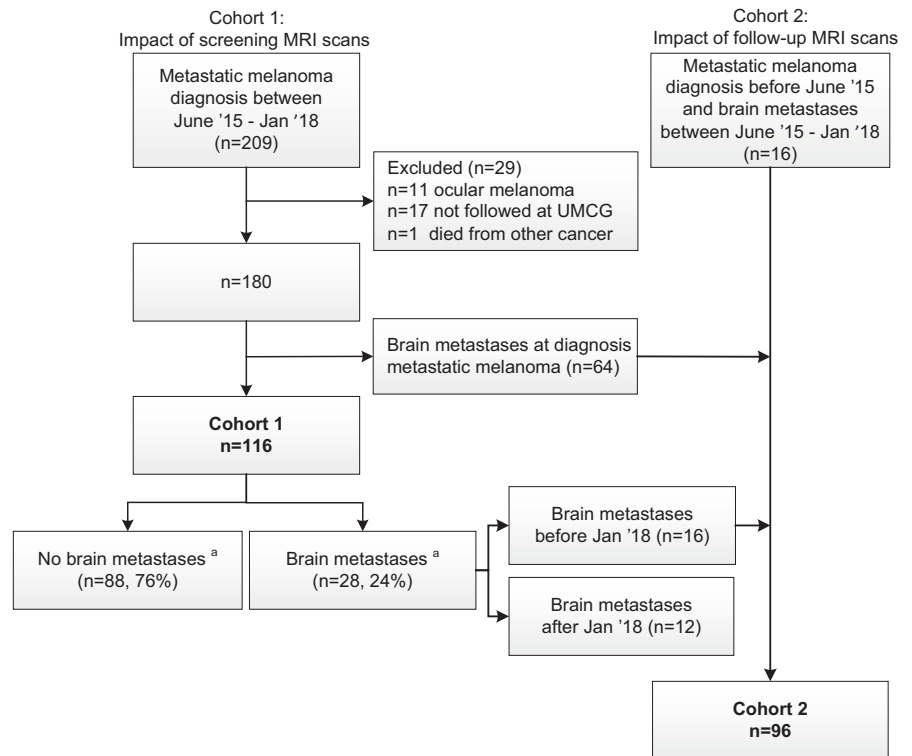 Cohort 1:
Impact of screening MRI scans
Cohort 2:
Impact of follow-up MRI scans
Metastatic melanoma
diagnosis between
June '15 - Jan '18
(n=209)
Metastatic melanoma
diagnosis before June '15
and brain metastases
between June '15 - Jan '18
(n=16)
Excluded (n=29)
n=11 ocular melanoma
n=17 not followed at UMCG
n=1 died from other cancer
n=180
Brain metastases at diagnosis
metastatic melanoma (n=64)
Cohort 1
n=116
No brain metastases a
(n=88, 76%)
Brain metastases a
(n=28, 24%)
Brain metastases
before Jan '18 (n=16)
Brain metastases
after Jan '18 (n=12)
Cohort 2
n=96